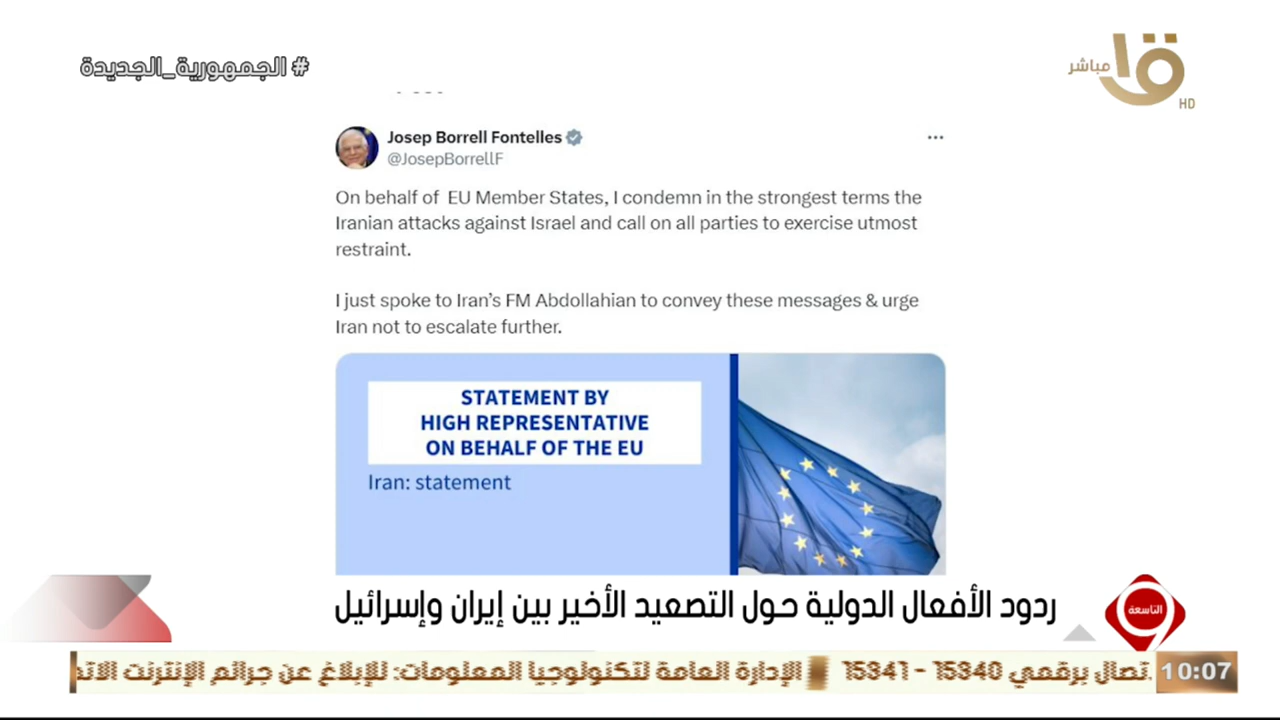 # الجمهورية_الجديدة
مباشر
HD
Josep Borrell Fontelles
@JosepBorrellF
On behalf of EU Member States, I condemn in the strongest terms the
Iranian attacks against Israel and call on all parties to exercise utmost
restraint.
I just spoke to Iran's FM Abdollahian to convey these messages & urge
Iran not to escalate further.
STATEMENT BY
HIGH REPRESENTATIVE
ON BEHALF OF THE EU
Iran: statement
ردود الأفعال الدولية حول التصعيد الأخير بين إيران وإسرائيل
التاسعة
9
تصال برقمي 15340 - 15341 الإدارة العامة لتكنولوجيا المعلومات: للإبلاغ عن جرائم الإنترنت الات
10:07